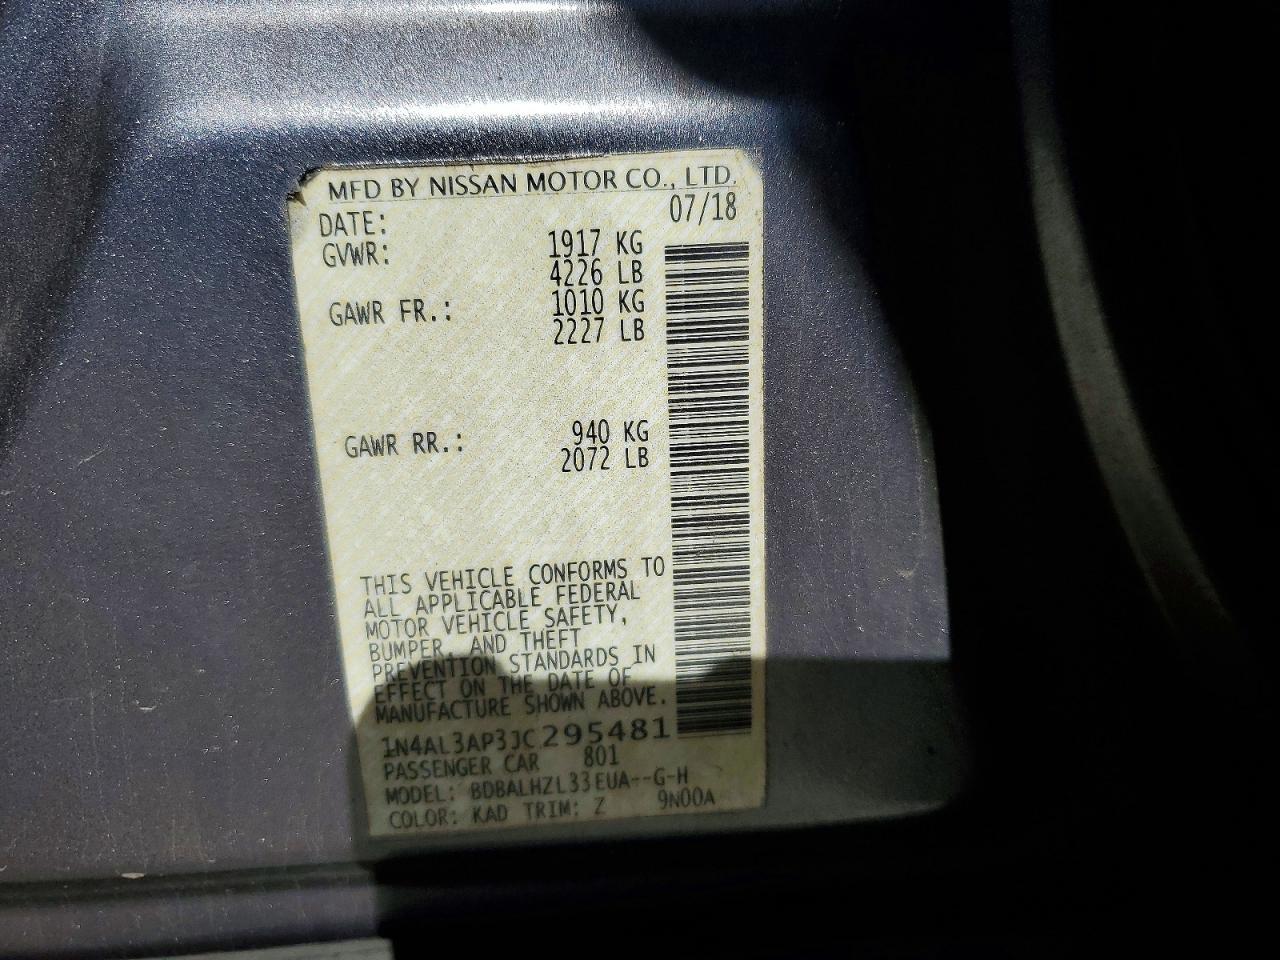 MFD BY NISSAN MOTOR CO., LTD.
DATE: 07/18
GVWR: 1917 KG
4226 LB
GAWR FR.: 1010 KG
2227 LB
GAWR RR.: 940 KG
2072 LB
THIS VEHICLE CONFORMS TO
ALL APPLICABLE FEDERAL
MOTOR VEHICLE SAFETY,
BUMPER, AND THEFT
PREVENTION STANDARDS IN
EFFECT ON THE DATE OF
MANUFACTURE SHOWN ABOVE.
1N4AL3AP3JC295481
PASSENGER CAR 801
MODEL: BDBALHZL33EUA--G-H
COLOR: KAD TRIM: Z 9N00A